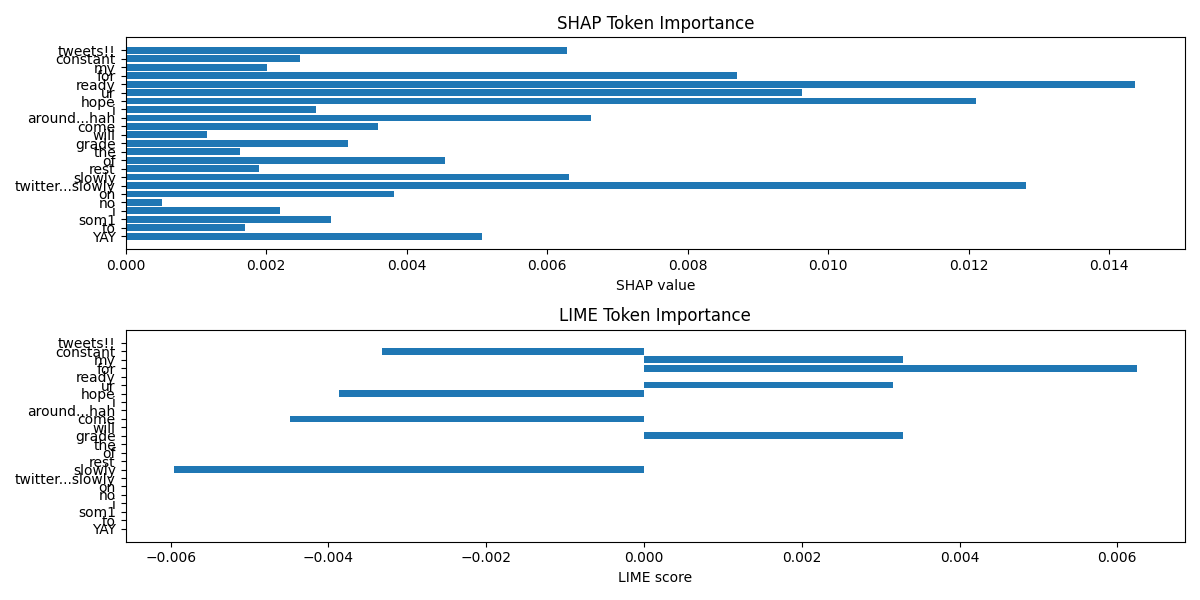 SHAP Token Importance
tweets!!
constant
my
for
ready
ur
hope
i
around...hah
come
will
grade
the
of
rest
slowly
twitter...slowly
on
no
i
som1
to
YAY
0.000 0.002 0.004 0.006 0.008 0.010 0.012 0.014
SHAP value
LIME Token Importance
tweets!!
constant
my
for
ready
ur
hope
i
around...hah
come
will
grade
the
of
rest
slowly
twitter...slowly
on
no
i
som1
to
YAY
−0.006 −0.004 −0.002 0.000 0.002 0.004 0.006
LIME score